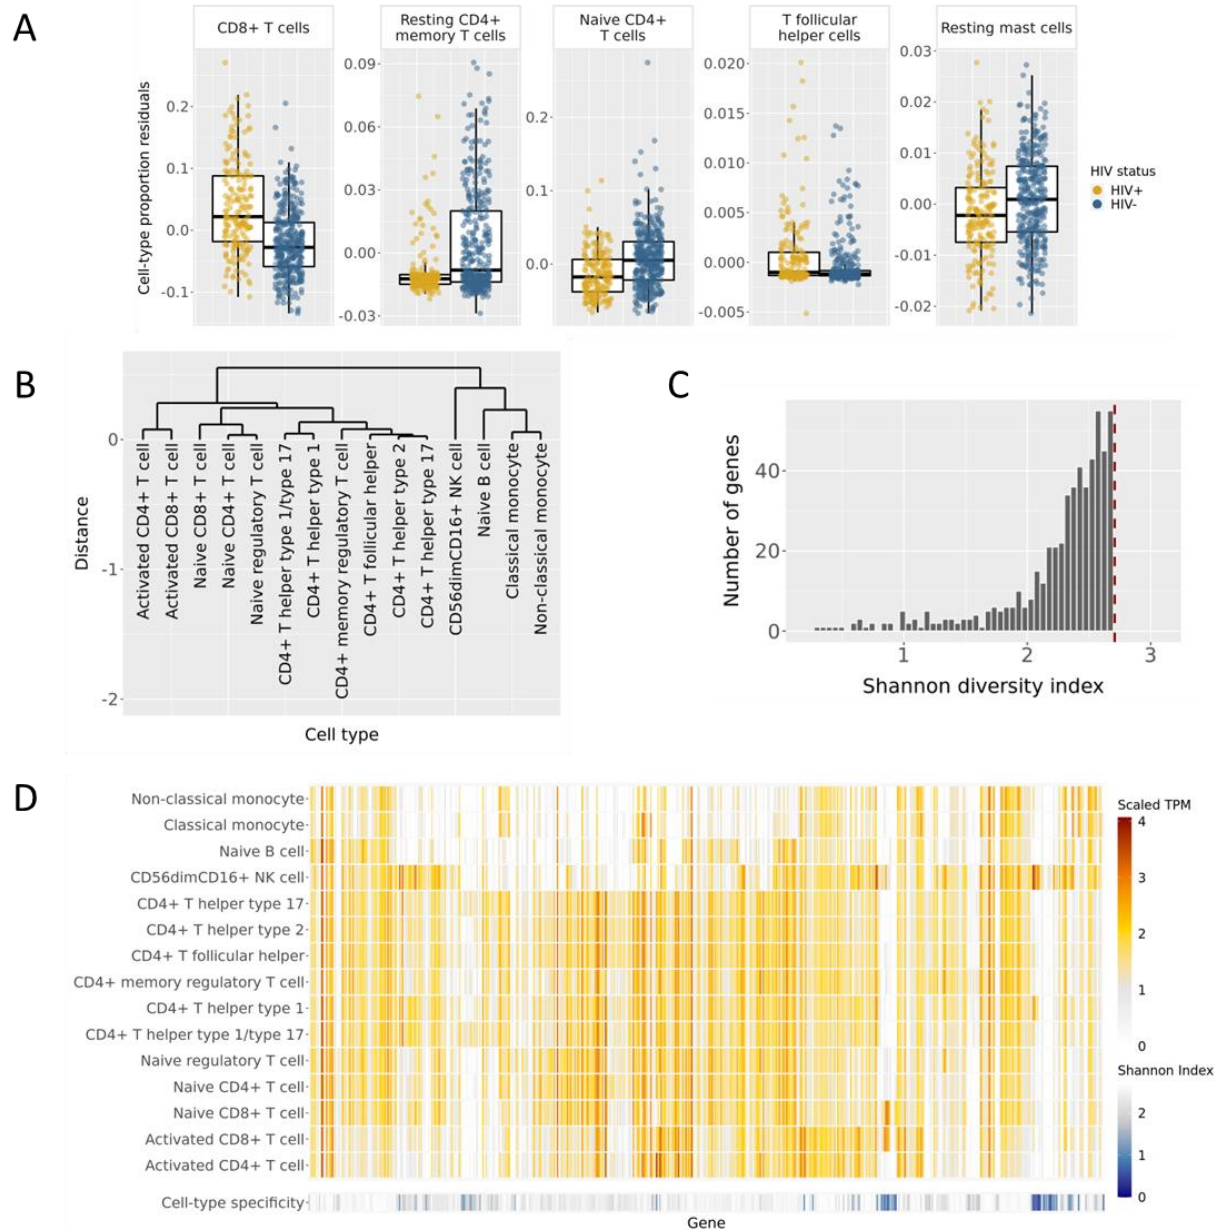 A
CD8+ T cells
Resting CD4+
memory T cells
Naive CD4+
T cells
T follicular
helper cells
Resting mast cells
Cell-type proportion residuals
0.2
0.1
0.0
-0.1
0.09
0.06
0.03
0.00
-0.03
0.2
0.1
0.0
0.020
0.015
0.010
0.005
0.000
-0.005
0.03
0.02
0.01
0.00
-0.01
-0.02
HIV status
HIV+
HIV-
B
Distance
0
-1
-2
Activated CD4+ T cell
Activated CD8+ T cell
Naive CD8+ T cell
Naive CD4+ T cell
Naive regulatory T cell
CD4+ T helper type 1/type 17
CD4+ T helper type 1
CD4+ memory regulatory T cell
CD4+ T follicular helper
CD4+ T helper type 2
CD4+ T helper type 17
CD56dimCD16+ NK cell
Naive B cell
Classical monocyte
Non-classical monocyte
Cell type
C
Number of genes
40
20
0
1
2
3
Shannon diversity index
D
Non-classical monocyte
Classical monocyte
Naive B cell
CD56dimCD16+ NK cell
CD4+ T helper type 17
CD4+ T helper type 2
CD4+ T follicular helper
CD4+ memory regulatory T cell
CD4+ T helper type 1
CD4+ T helper type 1/type 17
Naive regulatory T cell
Naive CD4+ T cell
Naive CD8+ T cell
Activated CD8+ T cell
Activated CD4+ T cell
Cell-type specificity
Gene
Scaled TPM
4
3
2
1
0
Shannon Index
2
1
0